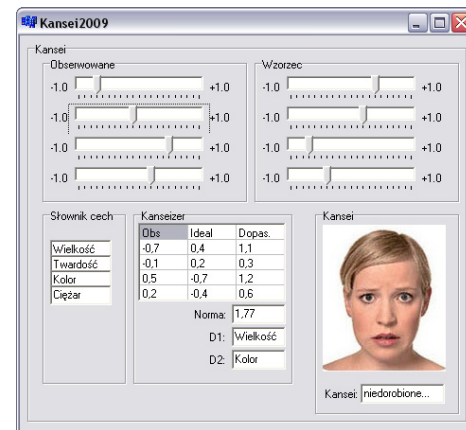 Kansei2009
Kansei
Obserwowane
-1.0 +1.0
-1.0 +1.0
-1.0 +1.0
-1.0 +1.0
Wzorzec
-1.0 +1.0
-1.0 +1.0
-1.0 +1.0
-1.0 +1.0
Słownik cech
Wielkość
Twardość
Kolor
Ciężar
Kanseizer
Obs Ideal Dopas.
-0,7 0,4 1,1
-0,1 0,2 0,3
0,5 -0,7 1,2
0,2 -0,4 0,6
Norma: 1,77
D1: Wielkość
D2: Kolor
Kansei
Kansei: niedorobione...